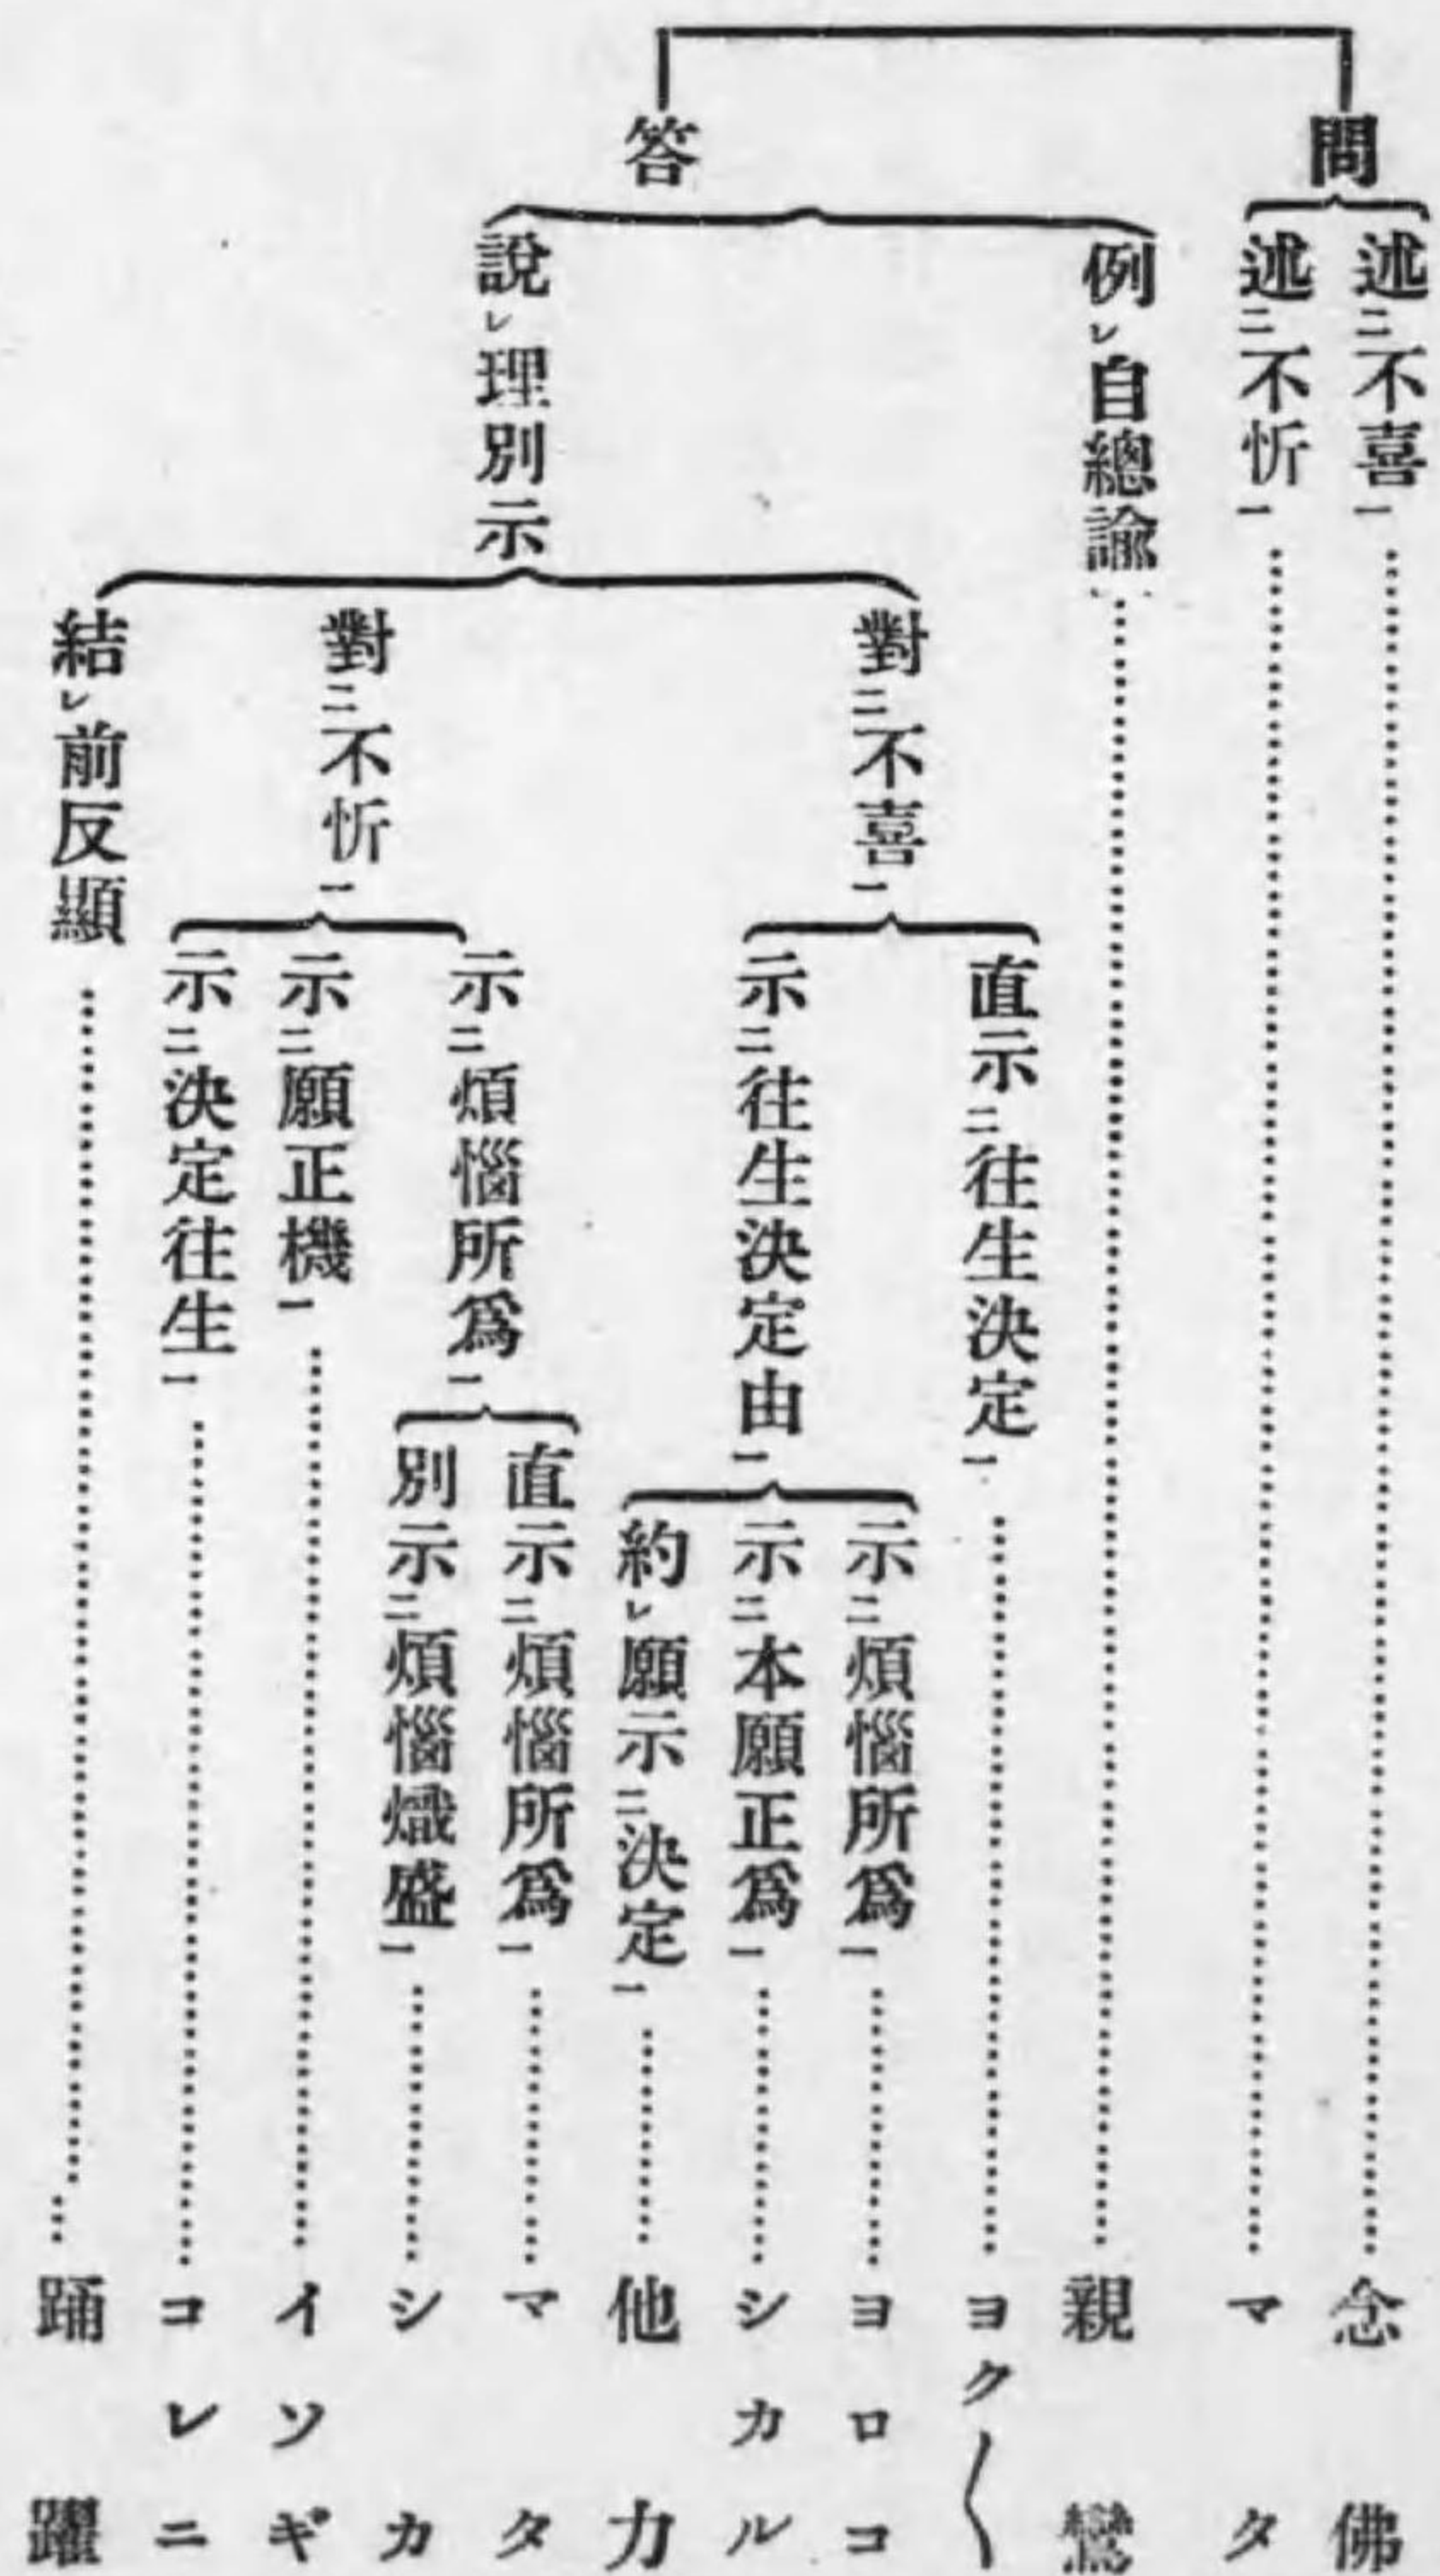 問
述二不喜一……念佛
述二不忻一……マタ
答
例レ自總諭……親鸞
說レ理別示
對二不喜一
直示二往生決定一……ヨク〱
示二往生決定由一
示二煩惱所爲一……ヨロコ
示二本願正爲一……シカル
約レ願示二決定一……他力
對二不忻一
示二煩惱所爲一
直示二煩惱所爲一……マタ
別示二煩惱熾盛一……シカ
示二願正機一……イソギ
示二決定往生一……コレニ
結レ前反顯……踊躍